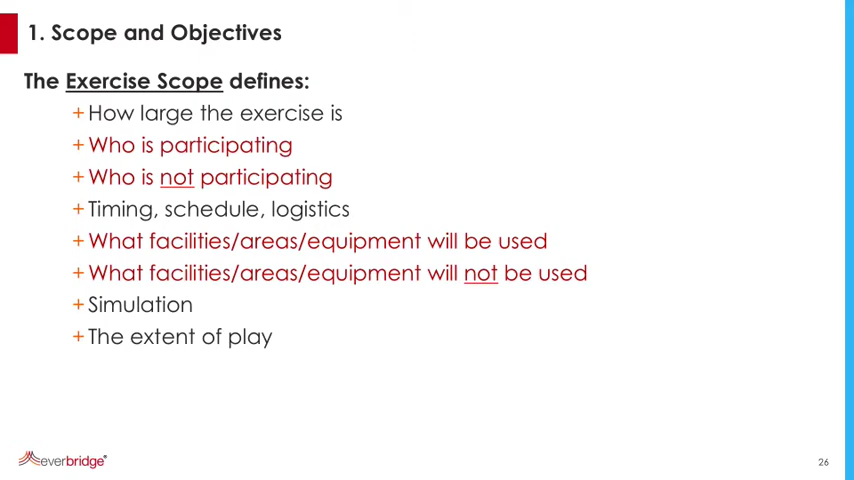 1. Scope and Objectives
The Exercise Scope defines:
+ How large the exercise is
+ Who is participating
+ Who is not participating
+ Timing, schedule, logistics
+ What facilities/areas/equipment will be used
+ What facilities/areas/equipment will not be used
+ Simulation
+ The extent of play
everbridge®
26